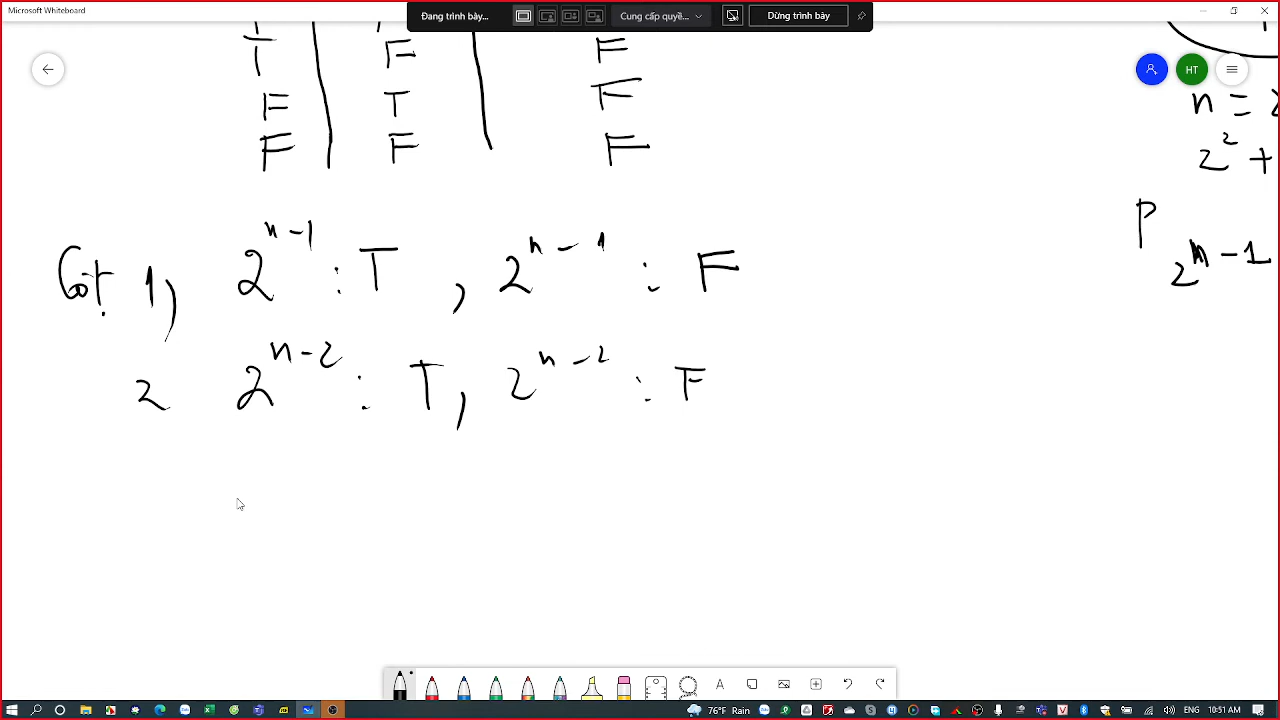 Microsoft Whiteboard
Đang trình bày...
Cung cấp quyề...
Dừng trình bày
HT
T F F
F T F
F F F
n = 2
2² +
P
2^(n-1)
Cột 1, 2^(n-1) : T, 2^(n-1) : F
2 2^(n-2) : T, 2^(n-2) : F
A
76°F Rain
ENG
10:51 AM